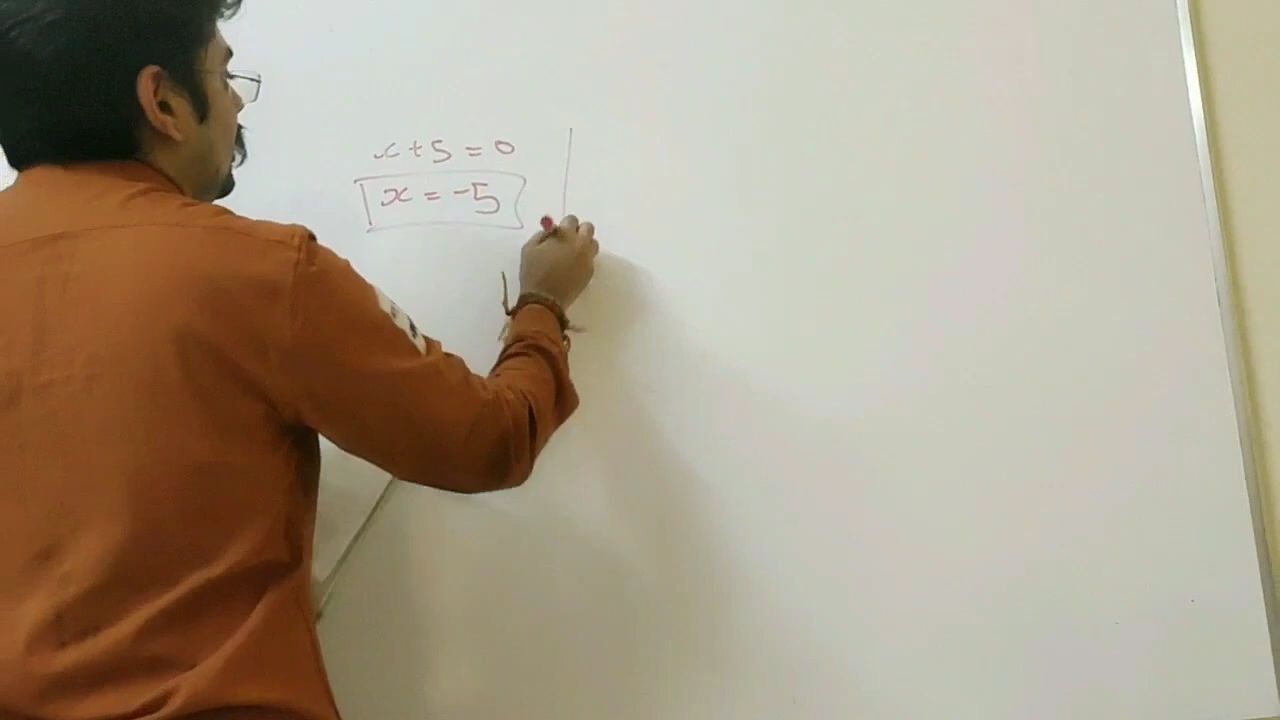 x + 5 = 0
x = -5